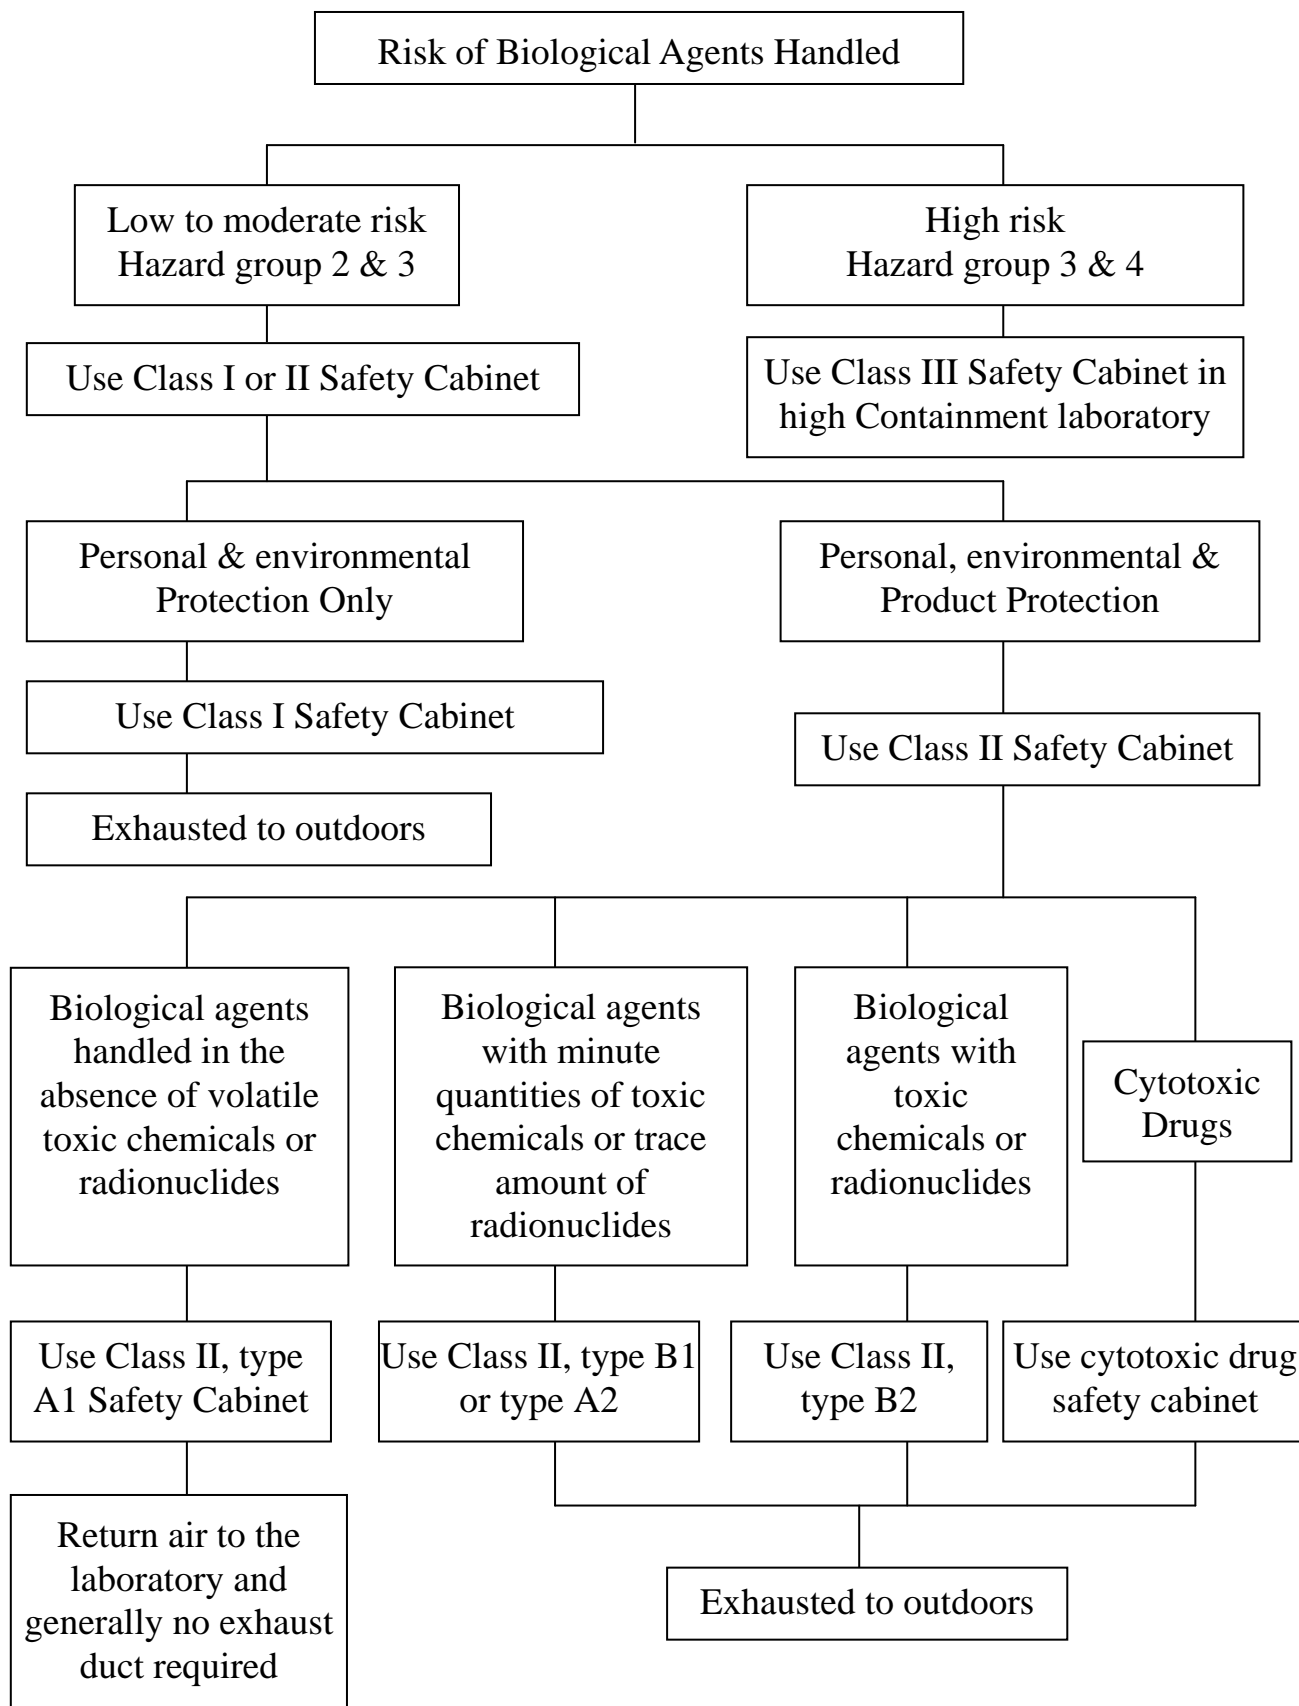 Risk of Biological Agents Handled
Low to moderate risk
Hazard group 2 & 3
High risk
Hazard group 3 & 4
Use Class I or II Safety Cabinet
Use Class III Safety Cabinet in
high Containment laboratory
Personal & environmental
Protection Only
Personal, environmental &
Product Protection
Use Class I Safety Cabinet
Use Class II Safety Cabinet
Exhausted to outdoors
Biological agents
handled in the
absence of volatile
toxic chemicals or
radionuclides
Biological agents
with minute
quantities of toxic
chemicals or trace
amount of
radionuclides
Biological
agents with
toxic
chemicals or
radionuclides
Cytotoxic
Drugs
Use Class II, type
A1 Safety Cabinet
Use Class II, type B1
or type A2
Use Class II,
type B2
Use cytotoxic drug
safety cabinet
Return air to the
laboratory and
generally no exhaust
duct required
Exhausted to outdoors